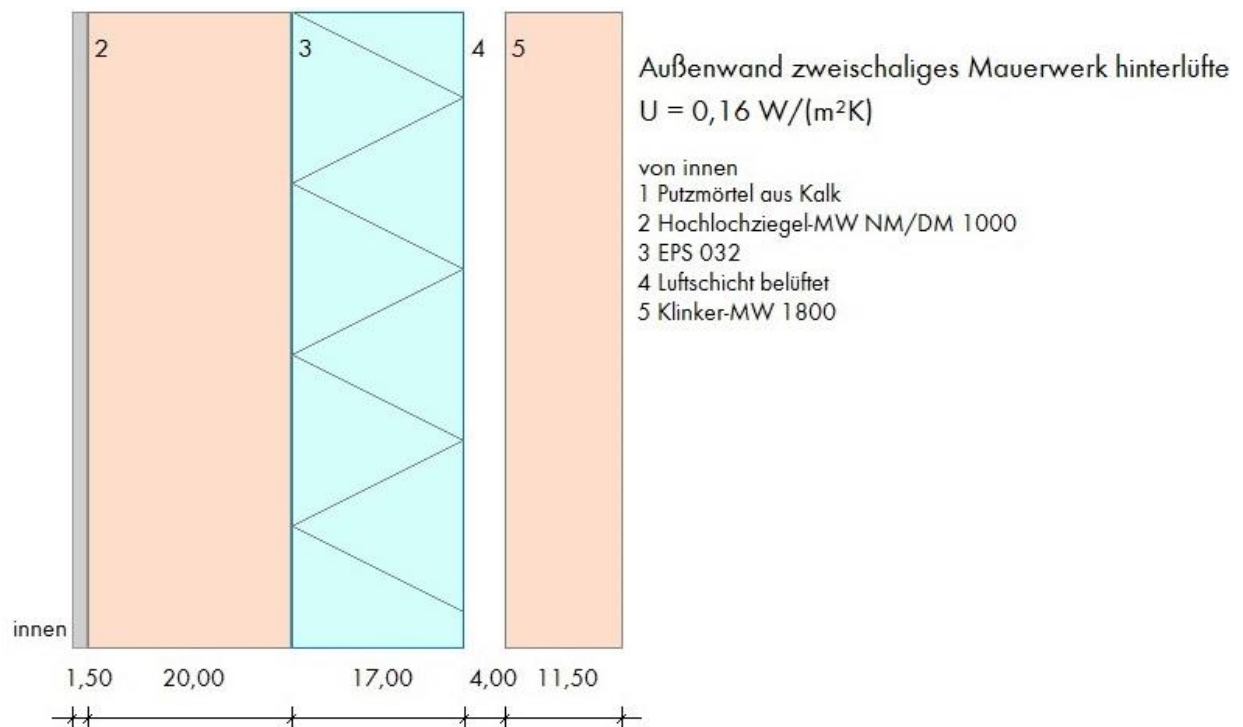 2
3
4
5
Außenwand zweischaliges Mauerwerk hinterlüfte
U = 0,16 W/(m²K)
von innen
1 Putzmörtel aus Kalk
2 Hochlochziegel-MW NM/DM 1000
3 EPS 032
4 Luftschicht belüftet
5 Klinker-MW 1800
innen
1,50 20,00 17,00 4,00 11,50